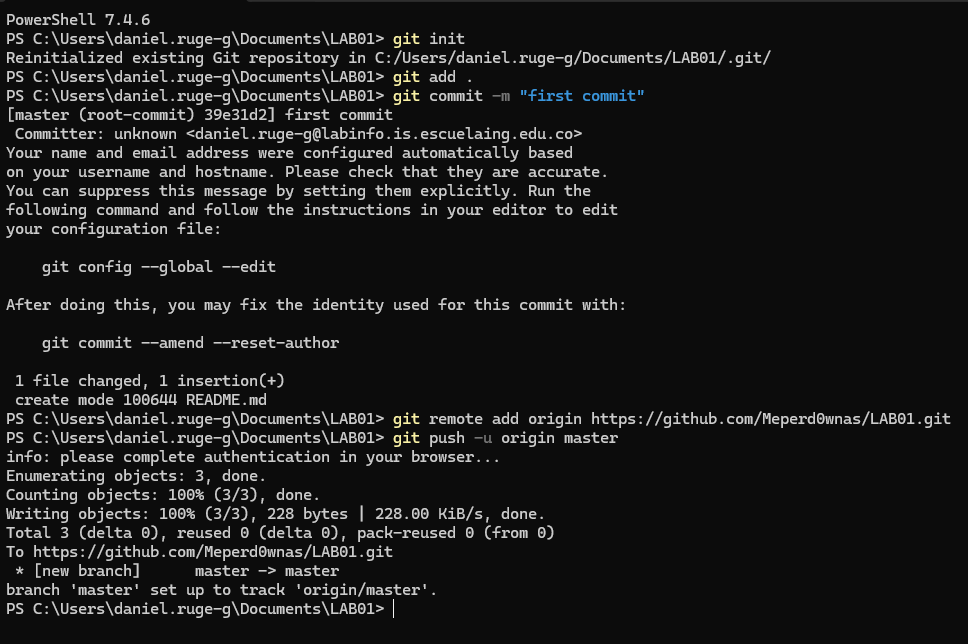 PowerShell 7.4.6
PS C:\Users\daniel.ruge-g\Documents\LAB01> git init
Reinitialized existing Git repository in C:/Users/daniel.ruge-g/Documents/LAB01/.git/
PS C:\Users\daniel.ruge-g\Documents\LAB01> git add .
PS C:\Users\daniel.ruge-g\Documents\LAB01> git commit -m "first commit"
[master (root-commit) 39e31d2] first commit
 Committer: unknown <daniel.ruge-g@labinfo.is.escuelaing.edu.co>
Your name and email address were configured automatically based
on your username and hostname. Please check that they are accurate.
You can suppress this message by setting them explicitly. Run the
following command and follow the instructions in your editor to edit
your configuration file:

    git config --global --edit

After doing this, you may fix the identity used for this commit with:

    git commit --amend --reset-author

 1 file changed, 1 insertion(+)
 create mode 100644 README.md
PS C:\Users\daniel.ruge-g\Documents\LAB01> git remote add origin https://github.com/Meperd0wnas/LAB01.git
PS C:\Users\daniel.ruge-g\Documents\LAB01> git push -u origin master
info: please complete authentication in your browser...
Enumerating objects: 3, done.
Counting objects: 100% (3/3), done.
Writing objects: 100% (3/3), 228 bytes | 228.00 KiB/s, done.
Total 3 (delta 0), reused 0 (delta 0), pack-reused 0 (from 0)
To https://github.com/Meperd0wnas/LAB01.git
 * [new branch]      master -> master
branch 'master' set up to track 'origin/master'.
PS C:\Users\daniel.ruge-g\Documents\LAB01>